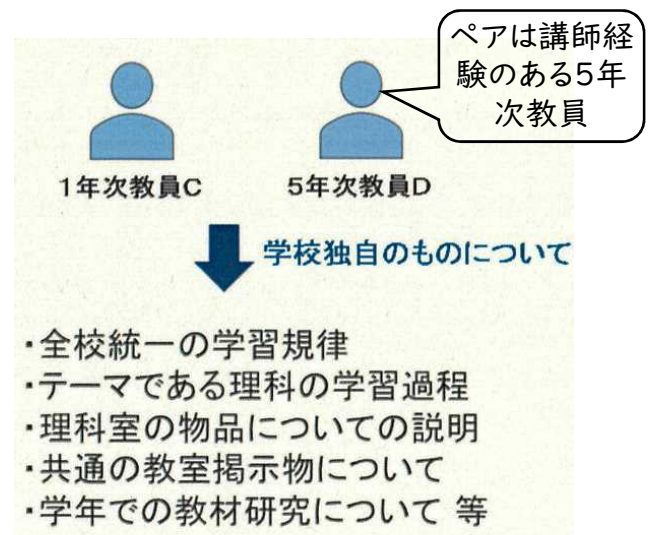 ペアは講師経
験のある5年
次教員
1年次教員C
5年次教員D
学校独自のものについて
・全校統一の学習規律
・テーマである理科の学習過程
・理科室の物品についての説明
・共通の教室掲示物について
・学年での教材研究について 等